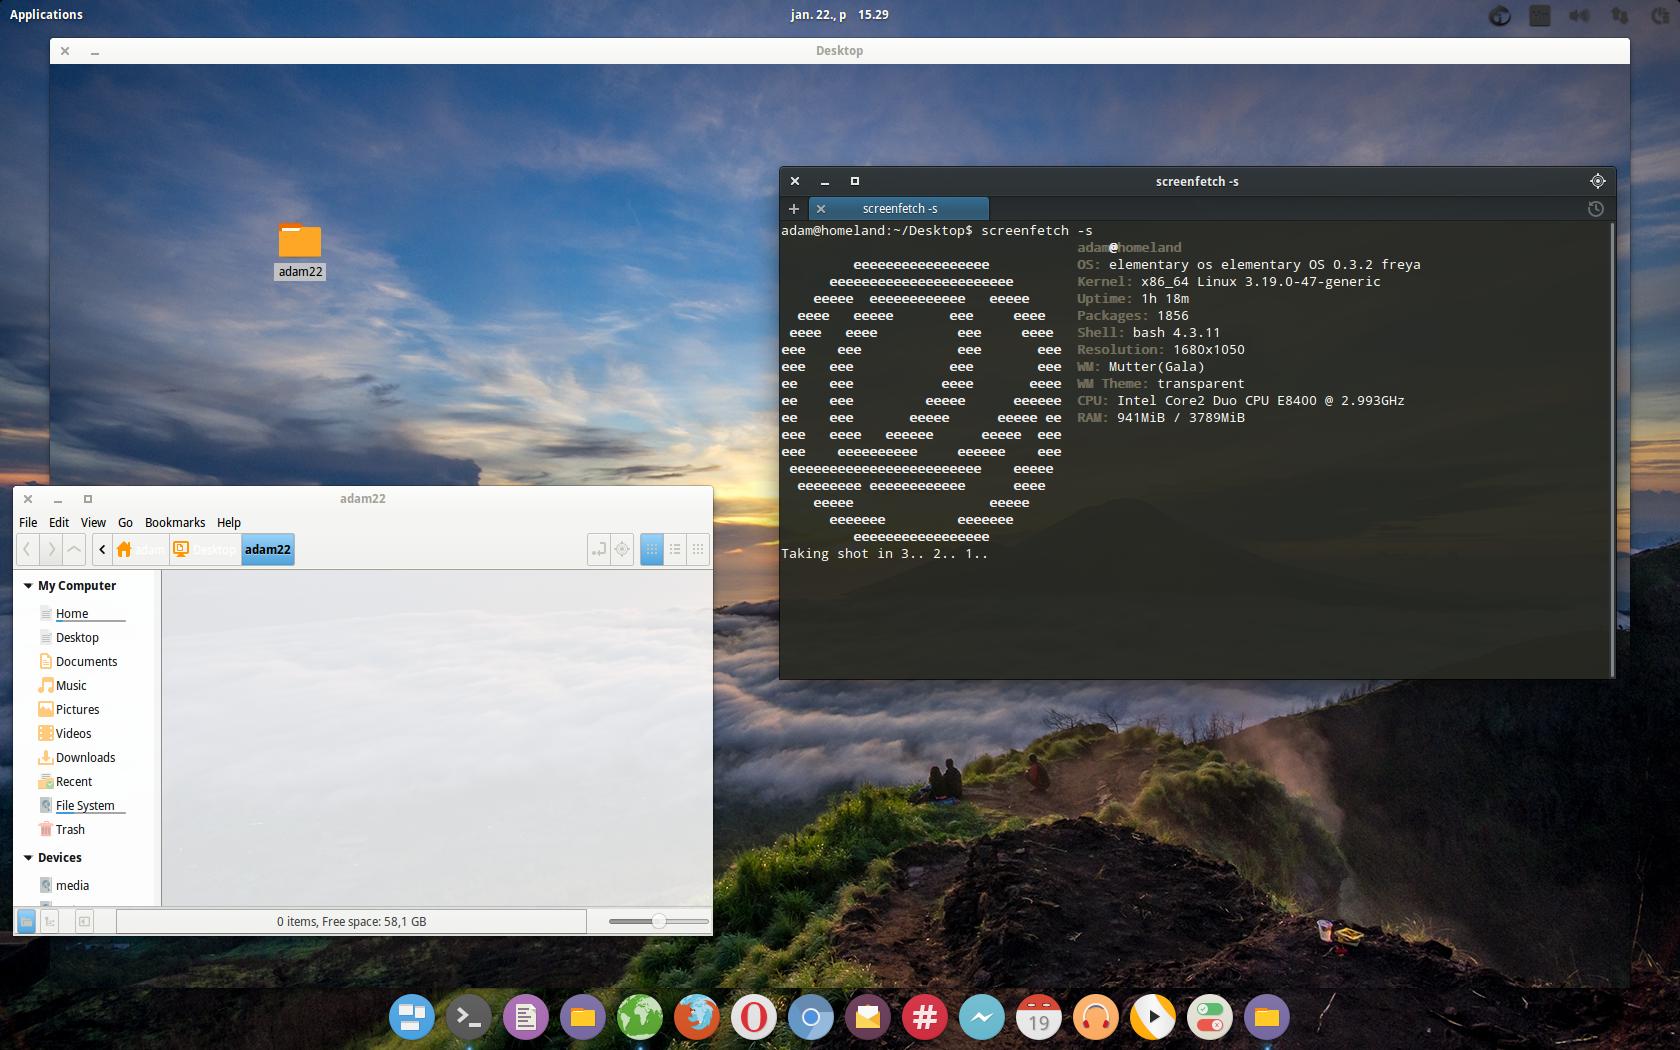 Applications
jan. 22., p 15.29
Desktop
adam22
screenfetch -s
screenfetch -s
adam@homeland:~/Desktop$ screenfetch -s
adam@homeland
eeeeeeeeeeeeeeeee OS: elementary os elementary OS 0.3.2 freya
eeeeeeeeeeeeeeeeeeeeeee Kernel: x86_64 Linux 3.19.0-47-generic
eeeee eeeeeeeeeeee eeeee Uptime: 1h 18m
eeee eeeee eee eeee Packages: 1856
eeee eeee eee eeee Shell: bash 4.3.11
eee eee eee eee Resolution: 1680x1050
eee eee eee eee WM: Mutter(Gala)
ee eee eeee eeee WM Theme: transparent
ee eee eeeee eeeeee CPU: Intel Core2 Duo CPU E8400 @ 2.993GHz
ee eee eeeee eeeee ee RAM: 941MiB / 3789MiB
eee eeee eeeeee eeeee eee
eee eeeeeeeeee eeeeee eee
eeeeeeeeeeeeeeeeeeeeeeee eeeee
eeeeeeee eeeeeeeeeeee eeee
eeeee eeeee
eeeeeee eeeeeee
eeeeeeeeeeeeeeeee
Taking shot in 3.. 2.. 1..
adam22
File Edit View Go Bookmarks Help
adam Desktop adam22
My Computer
Home
Desktop
Documents
Music
Pictures
Videos
Downloads
Recent
File System
Trash
Devices
media
0 items, Free space: 58,1 GB
19